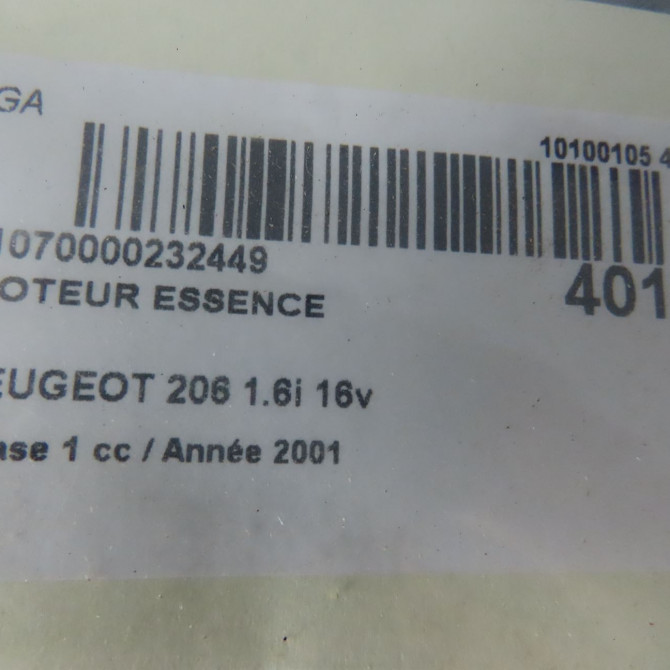 GA
10100105 4
1070000232449
401
OTEUR ESSENCE
EUGEOT 206 1.6i 16v
ase 1 cc / Année 2001